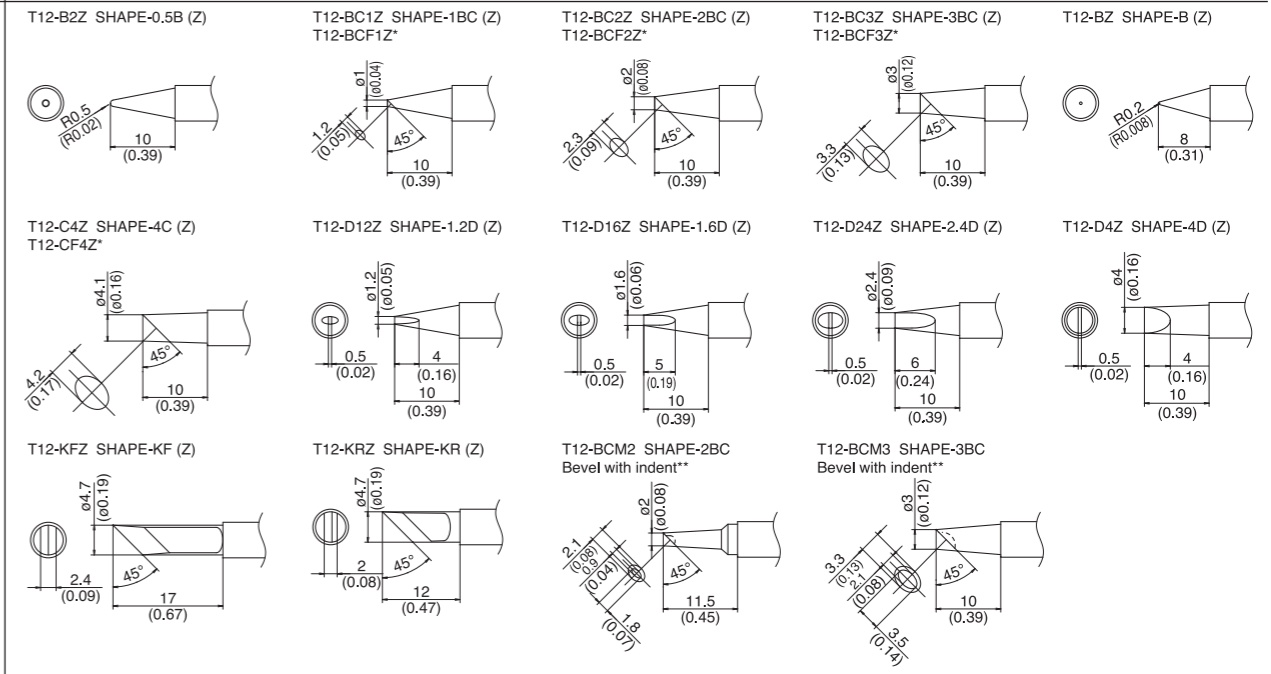 T12-B2Z SHAPE-0.5B (Z)
R0.5
(R0.02)
10
(0.39)
T12-BC1Z SHAPE-1BC (Z)
T12-BCF1Z*
ø1
(ø0.04)
1.2
(0.05)
45°
10
(0.39)
T12-BC2Z SHAPE-2BC (Z)
T12-BCF2Z*
ø2
(ø0.08)
2.3
(0.09)
45°
10
(0.39)
T12-BC3Z SHAPE-3BC (Z)
T12-BCF3Z*
ø3
(ø0.12)
3.3
(0.13)
45°
10
(0.39)
T12-BZ SHAPE-B (Z)
R0.2
(R0.008)
8
(0.31)
T12-C4Z SHAPE-4C (Z)
T12-CF4Z*
ø4.1
(ø0.16)
4.2
(0.17)
45°
10
(0.39)
T12-D12Z SHAPE-1.2D (Z)
ø1.2
(ø0.05)
0.5
(0.02)
4
(0.16)
10
(0.39)
T12-D16Z SHAPE-1.6D (Z)
ø1.6
(ø0.06)
0.5
(0.02)
5
(0.19)
10
(0.39)
T12-D24Z SHAPE-2.4D (Z)
ø2.4
(ø0.09)
0.5
(0.02)
6
(0.24)
10
(0.39)
T12-D4Z SHAPE-4D (Z)
ø4
(ø0.16)
0.5
(0.02)
4
(0.16)
10
(0.39)
T12-KFZ SHAPE-KF (Z)
ø4.7
(ø0.19)
2.4
(0.09)
45°
17
(0.67)
T12-KRZ SHAPE-KR (Z)
ø4.7
(ø0.19)
2
(0.08)
45°
12
(0.47)
T12-BCM2 SHAPE-2BC
Bevel with indent**
ø2
(ø0.08)
2.1
(0.08)
0.9
(0.04)
45°
11.5
(0.45)
1.8
(0.07)
T12-BCM3 SHAPE-3BC
Bevel with indent**
ø3
(ø0.12)
3.3
(0.13)
2.1
(0.08)
45°
10
(0.39)
3.5
(0.14)